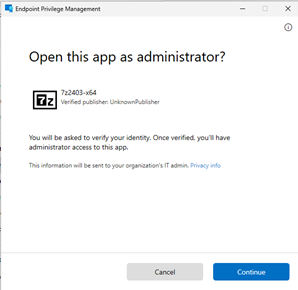 Endpoint Privilege Management
Open this app as administrator?
7z
7z2403-x64
Verified publisher: UnknownPublisher
You will be asked to verify your identity. Once verified, you'll have
administrator access to this app.
This information will be sent to your organization's IT admin. Privacy info
Cancel
Continue